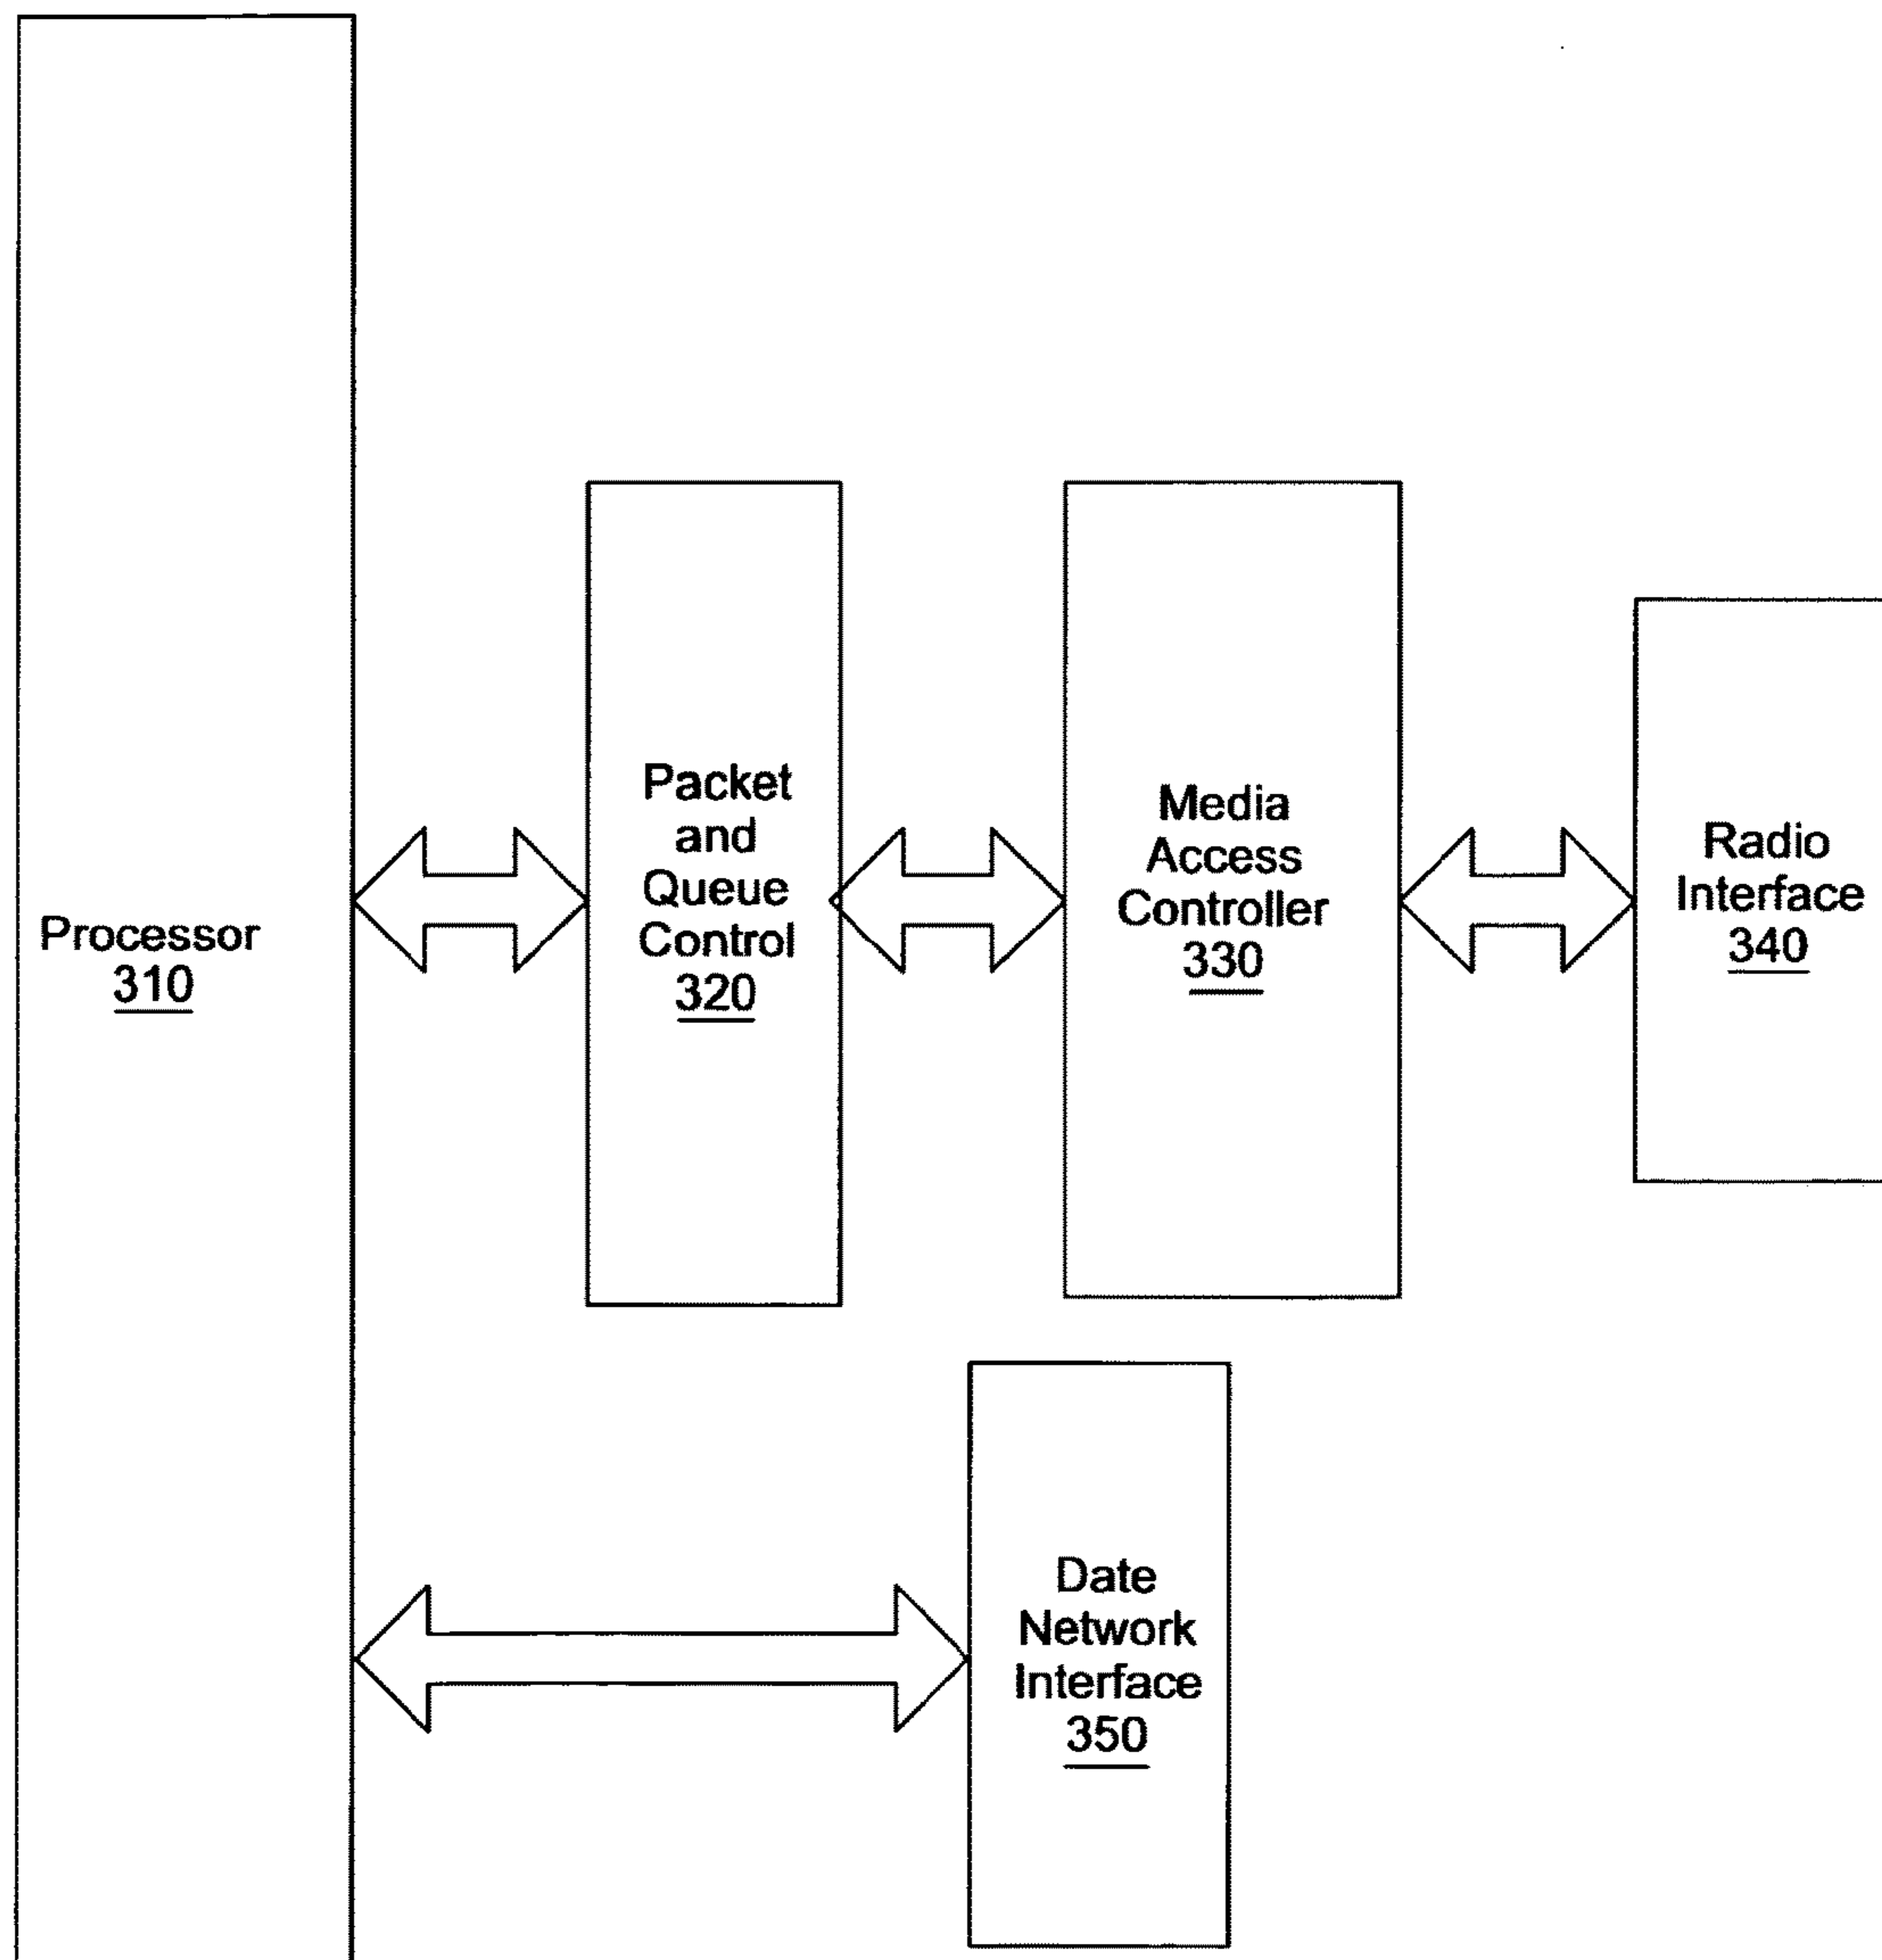 Processor
310
Packet
and
Queue
Control
320
Media
Access
Controller
330
Radio
Interface
340
Date
Network
Interface
350